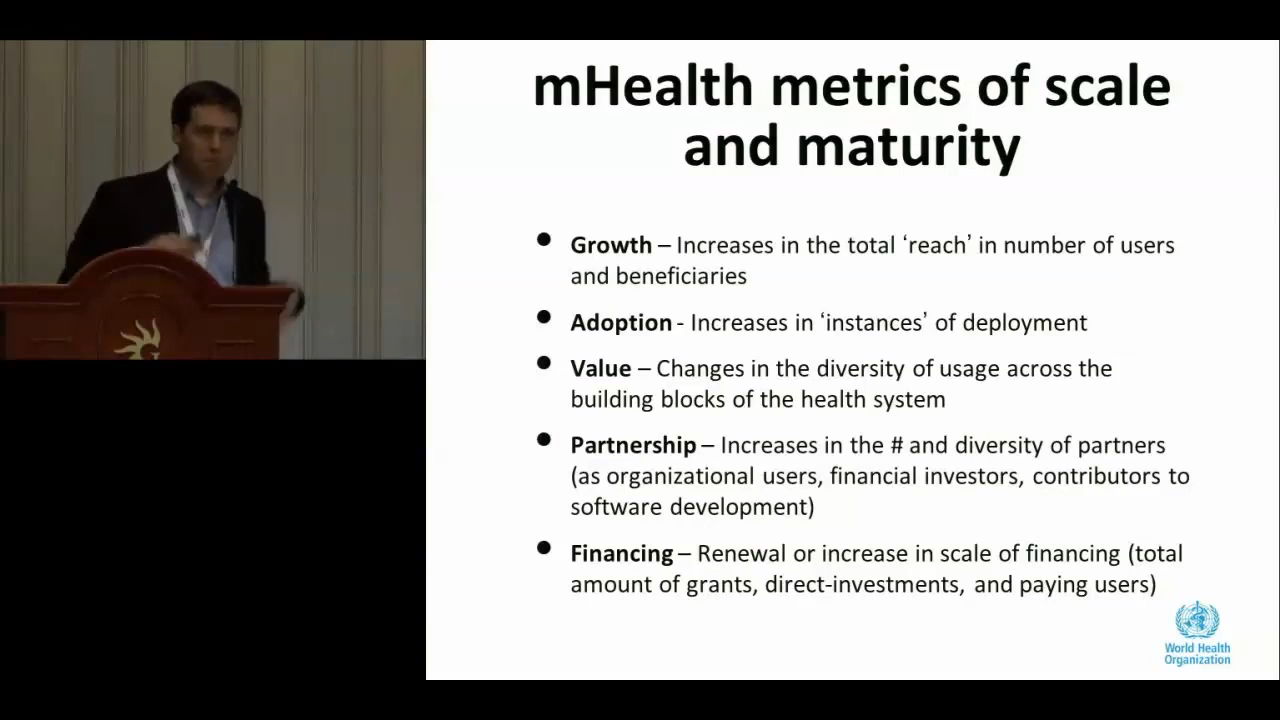 mHealth metrics of scale
and maturity
• Growth – Increases in the total ‘reach’ in number of users
and beneficiaries
• Adoption - Increases in ‘instances’ of deployment
• Value – Changes in the diversity of usage across the
building blocks of the health system
• Partnership – Increases in the # and diversity of partners
(as organizational users, financial investors, contributors to
software development)
• Financing – Renewal or increase in scale of financing (total
amount of grants, direct-investments, and paying users)
World Health
Organization